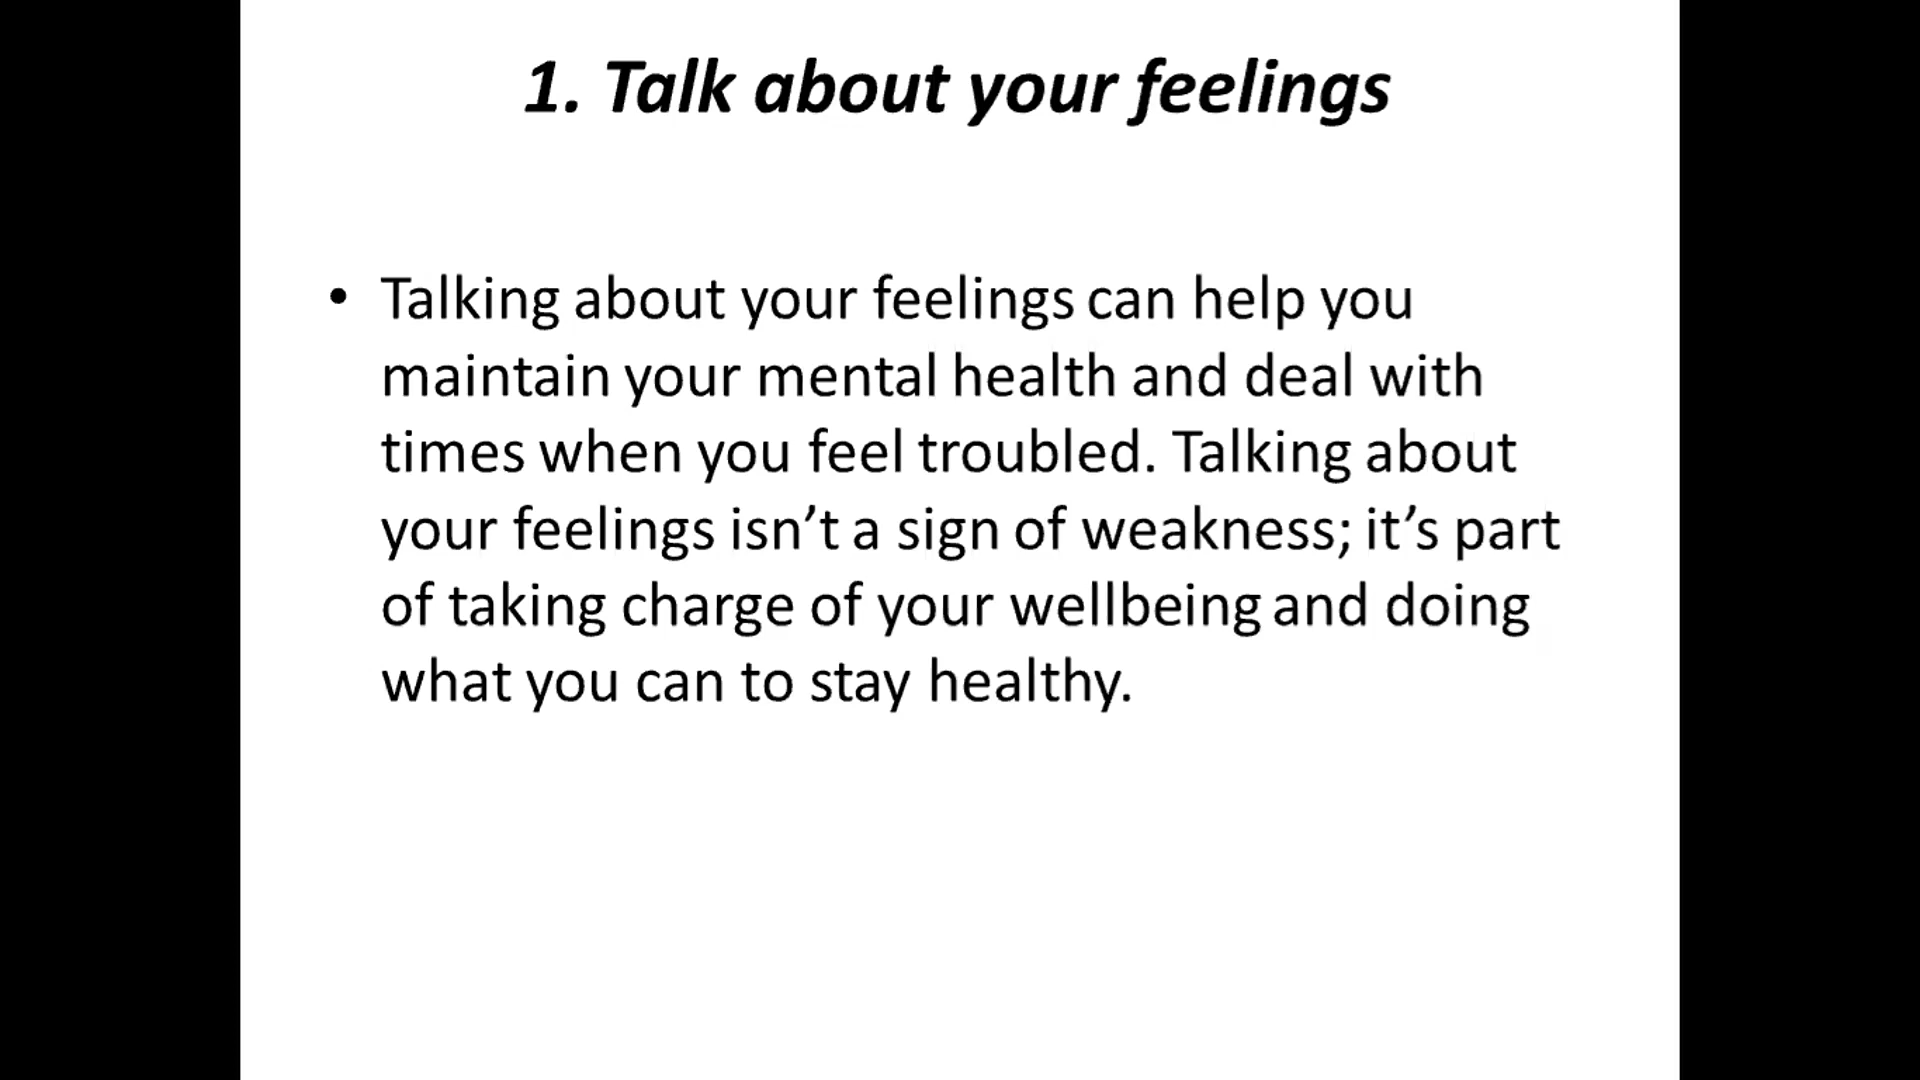 1. Talk about your feelings
• Talking about your feelings can help you
maintain your mental health and deal with
times when you feel troubled. Talking about
your feelings isn’t a sign of weakness; it’s part
of taking charge of your wellbeing and doing
what you can to stay healthy.